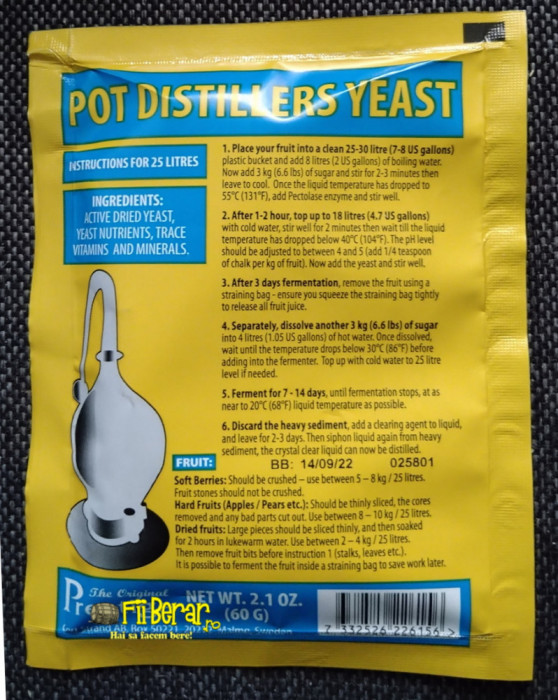 POT DISTILLERS YEAST
INSTRUCTIONS FOR 25 LITRES
INGREDIENTS:
ACTIVE DRIED YEAST,
YEAST NUTRIENTS, TRACE
VITAMINS AND MINERALS.
1. Place your fruit into a clean 25-30 litre (7-8 US gallons)
plastic bucket and add 8 litres (2 US gallons) of boiling water.
Now add 3 kg (6.6 lbs) of sugar and stir for 2-3 minutes then
leave to cool. Once the liquid temperature has dropped to
55°C (131°F), add Pectolase enzyme and stir well.
2. After 1-2 hour, top up to 18 litres (4.7 US gallons)
with cold water, stir well for 2 minutes then wait till the liquid
temperature has dropped below 40°C (104°F). The pH level
should be adjusted to between 4 and 5 (add 1/4 teaspoon
of chalk per kg of fruit). Now add the yeast and stir well.
3. After 3 days fermentation, remove the fruit using a
straining bag - ensure you squeeze the straining bag tightly
to release all fruit juice.
4. Separately, dissolve another 3 kg (6.6 lbs) of sugar
into 4 litres (1.05 US gallons) of hot water. Once dissolved,
wait until the temperature drops below 30°C (86°F) before
adding into the fermenter. Top up with cold water to 25 litre
level if needed.
5. Ferment for 7 - 14 days, until fermentation stops, at as
near to 20°C (68°F) liquid temperature as possible.
6. Discard the heavy sediment, add a clearing agent to liquid,
and leave for 2-3 days. Then siphon liquid again from heavy
sediment, the crystal clear liquid can now be distilled.
BB: 14/09/22 025801
FRUIT:
Soft Berries: Should be crushed – use between 5 – 8 kg / 25 litres.
Fruit stones should not be crushed.
Hard Fruits (Apples / Pears etc.): Should be thinly sliced, the cores
removed and any bad parts cut out. Use between 8 – 10 kg / 25 litres.
Dried fruits: Large pieces should be sliced thinly, and then soaked
for 2 hours in lukewarm water. Use between 2 – 4 kg / 25 litres.
Then remove fruit bits before instruction 1 (stalks, leaves etc.).
It is possible to ferment the fruit inside a straining bag to save work later.
The Original
NET WT. 2.1 OZ.
(60 G)
Fii Berar.ro
Hai sa facem bere!
Strand AB, Box 50221, Malmo, Sweden
7 332526 226156 >